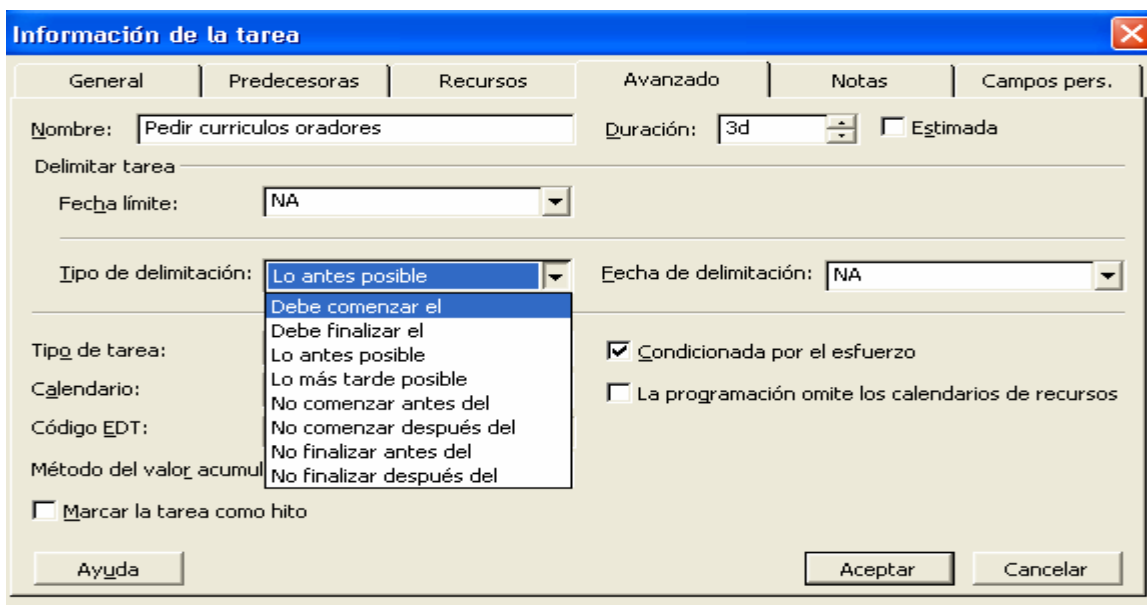 Información de la tarea
General Predecesoras Recursos Avanzado Notas Campos pers.
Nombre: Pedir curriculos oradores Duración: 3d Estimada
Delimitar tarea
Fecha límite: NA
Tipo de delimitación: Lo antes posible Fecha de delimitación: NA
Debe comenzar el
Debe finalizar el
Lo antes posible
Lo más tarde posible
No comenzar antes del
No comenzar después del
No finalizar antes del
No finalizar después del
Tipo de tarea: Condicionada por el esfuerzo
Calendario: La programación omite los calendarios de recursos
Código EDT:
Método del valor acumul
Marcar la tarea como hito
Ayuda Aceptar Cancelar